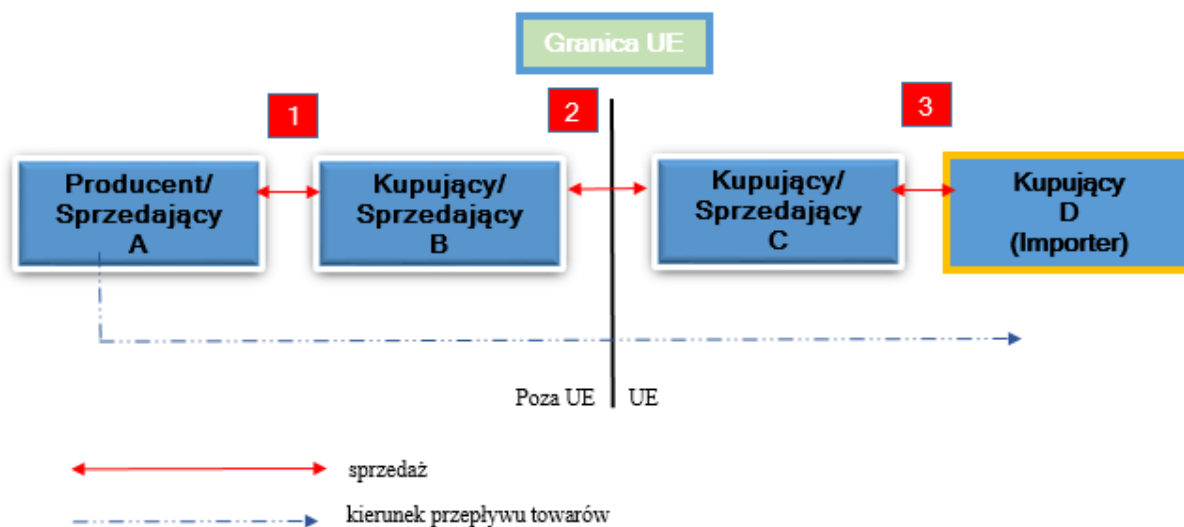 Granica UE
1
2
3
Producent/
Sprzedający
A
Kupujący/
Sprzedający
B
Kupujący/
Sprzedający
C
Kupujący
D
(Importer)
Poza UE
UE
sprzedaż
kierunek przepływu towarów